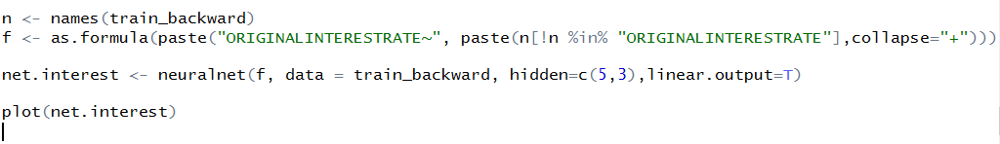 n <- names(train_backward)
f <- as.formula(paste("ORIGINALINTERESTRATE~", paste(n[!n %in% "ORIGINALINTERESTRATE"],collapse="+")))
net.interest <- neuralnet(f, data = train_backward, hidden=c(5,3),linear.output=T)
plot(net.interest)